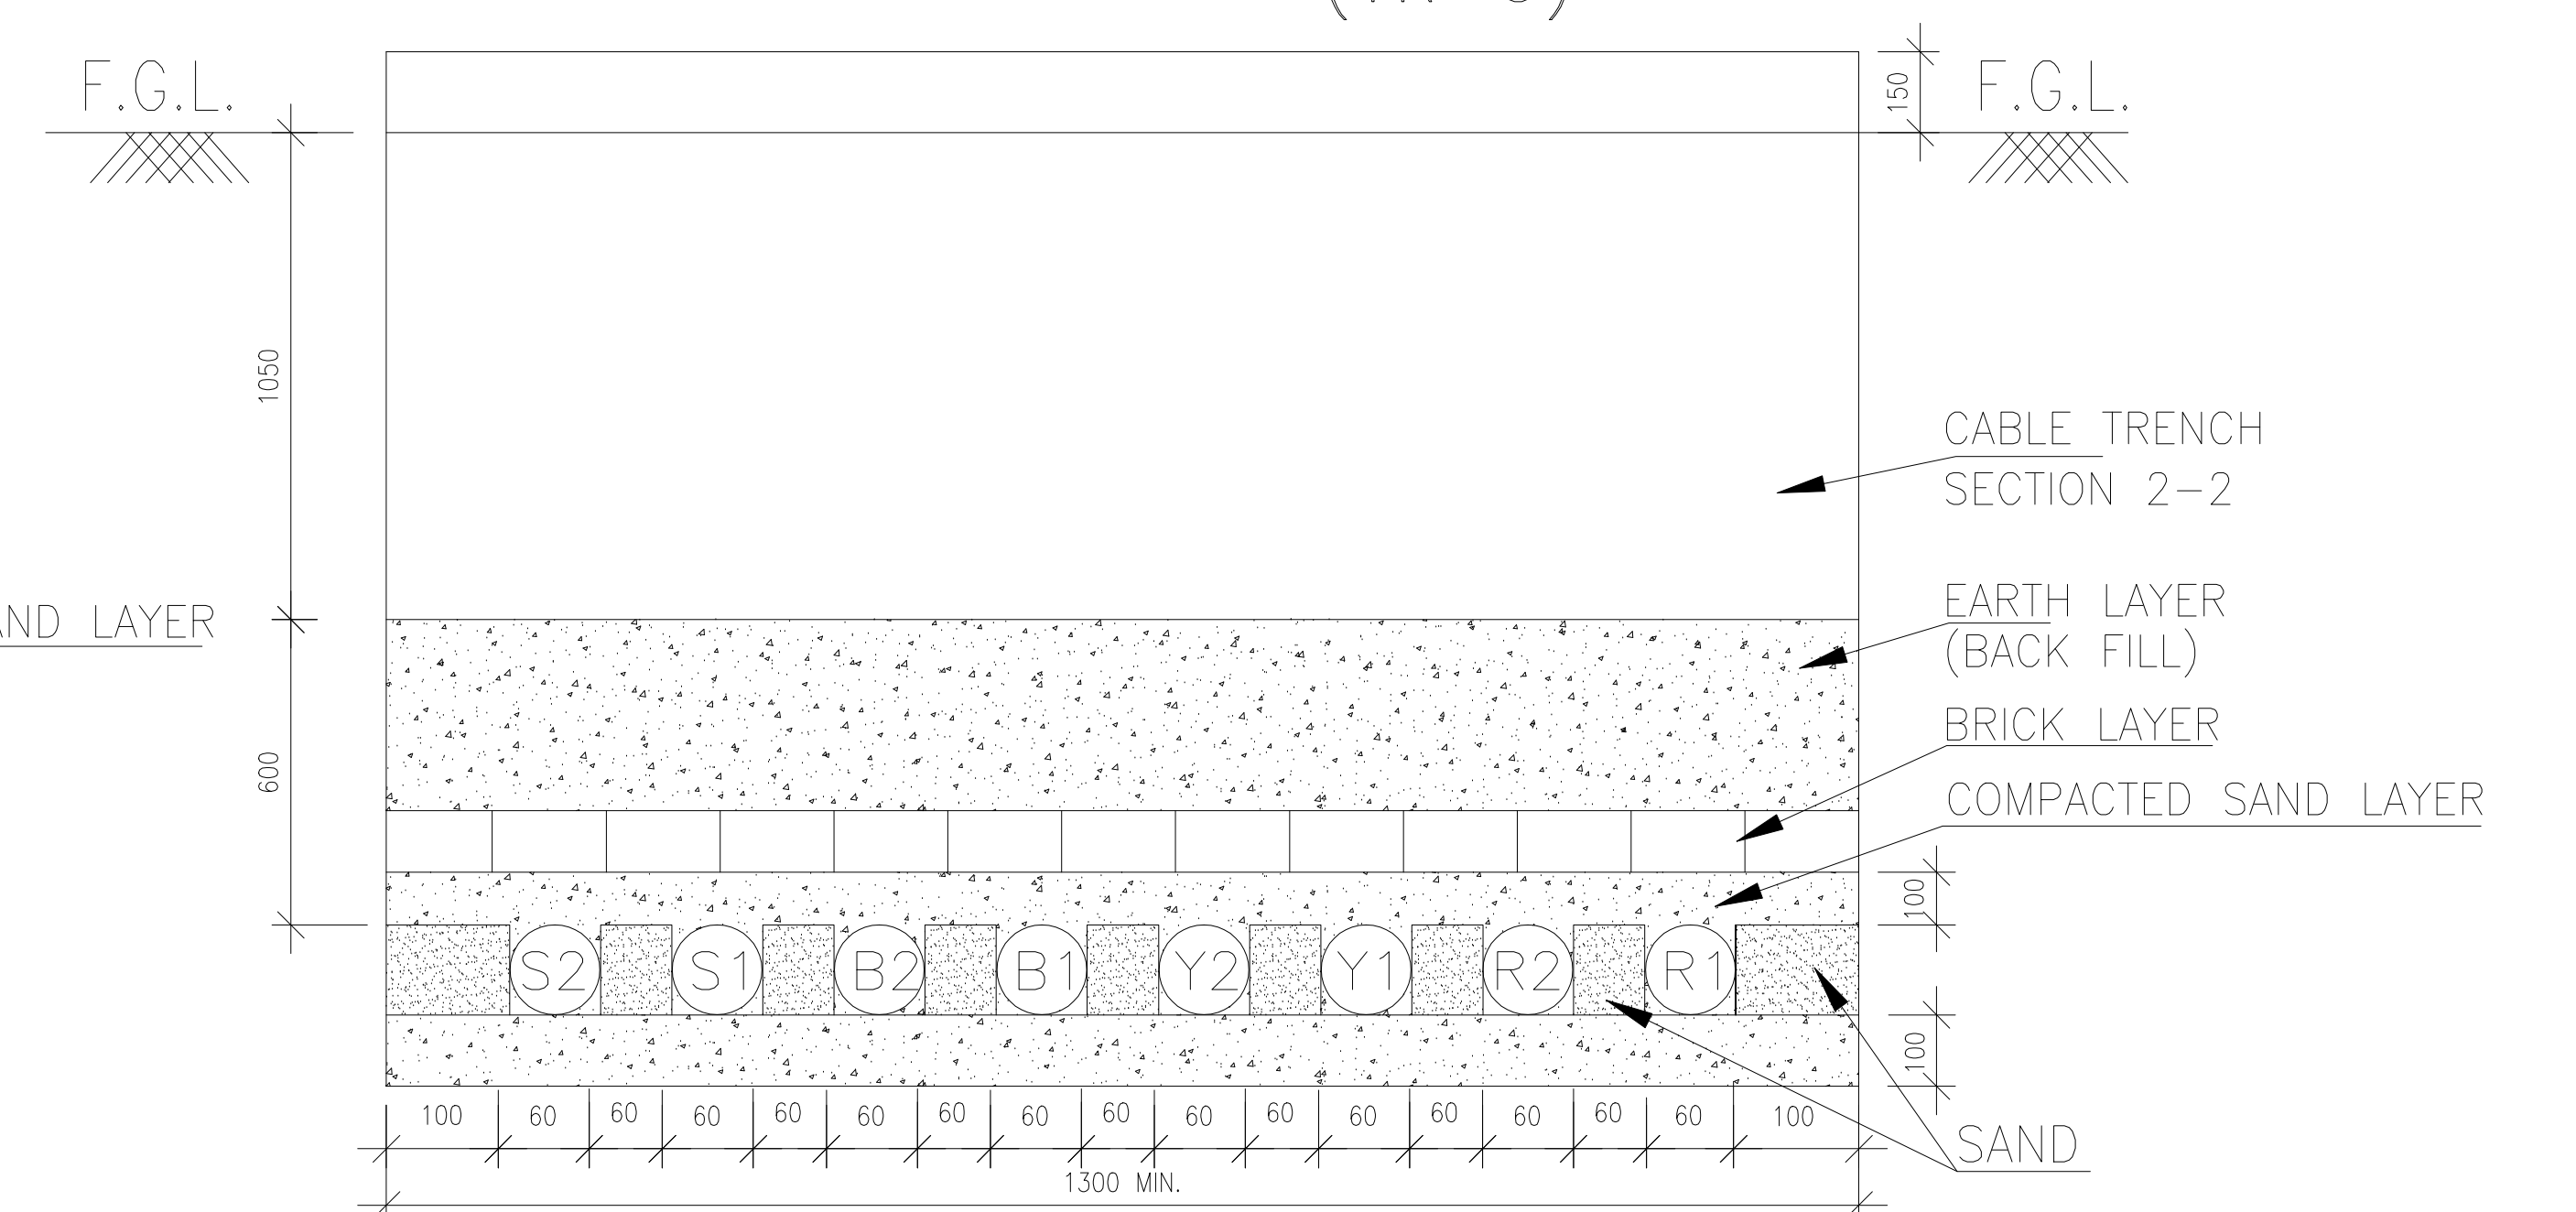 F.G.L.
150
F.G.L.
1050
CABLE TRENCH
SECTION 2-2
EARTH LAYER
(BACK FILL)
LAYER
BRICK LAYER
600
COMPACTED SAND LAYER
100
S2 S1 B2 B1 Y2 Y1 R2 R1
100
100 60 60 60 60 60 60 60 60 60 60 60 60 60 60 60 100
SAND
1300 MIN.